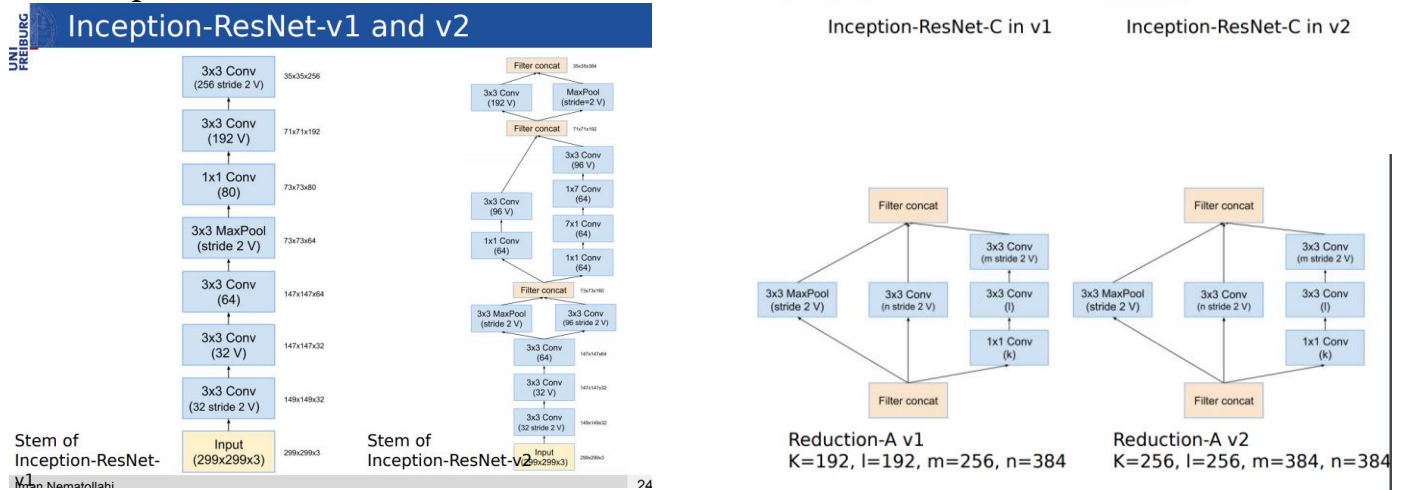 UNI
FREIBURG
Inception-ResNet-v1 and v2
3x3 Conv
(256 stride 2 V)
35x35x256
3x3 Conv
(192 V)
71x71x192
1x1 Conv
(80)
73x73x80
3x3 MaxPool
(stride 2 V)
73x73x64
3x3 Conv
(64)
147x147x64
3x3 Conv
(32 V)
147x147x32
3x3 Conv
(32 stride 2 V)
149x149x32
Input
(299x299x3)
299x299x3
Stem of
Inception-ResNet-
v1
Filter concat
35x35x384
3x3 Conv
(192 V)
MaxPool
(stride=2 V)
Filter concat
71x71x192
3x3 Conv
(96 V)
1x7 Conv
(64)
3x3 Conv
(96 V)
7x1 Conv
(64)
1x1 Conv
(64)
1x1 Conv
(64)
Filter concat
73x73x160
3x3 MaxPool
(stride 2 V)
3x3 Conv
(96 stride 2 V)
3x3 Conv
(64)
147x147x64
3x3 Conv
(32 V)
147x147x32
3x3 Conv
(32 stride 2 V)
149x149x32
Input
(299x299x3)
299x299x3
Stem of
Inception-ResNet-v2
Iman Nematollahi
24
Inception-ResNet-C in v1
Inception-ResNet-C in v2
Filter concat
3x3 Conv
(m stride 2 V)
3x3 MaxPool
(stride 2 V)
3x3 Conv
(n stride 2 V)
3x3 Conv
(l)
1x1 Conv
(k)
Filter concat
Reduction-A v1
K=192, l=192, m=256, n=384
Filter concat
3x3 Conv
(m stride 2 V)
3x3 MaxPool
(stride 2 V)
3x3 Conv
(n stride 2 V)
3x3 Conv
(l)
1x1 Conv
(k)
Filter concat
Reduction-A v2
K=256, l=256, m=384, n=384